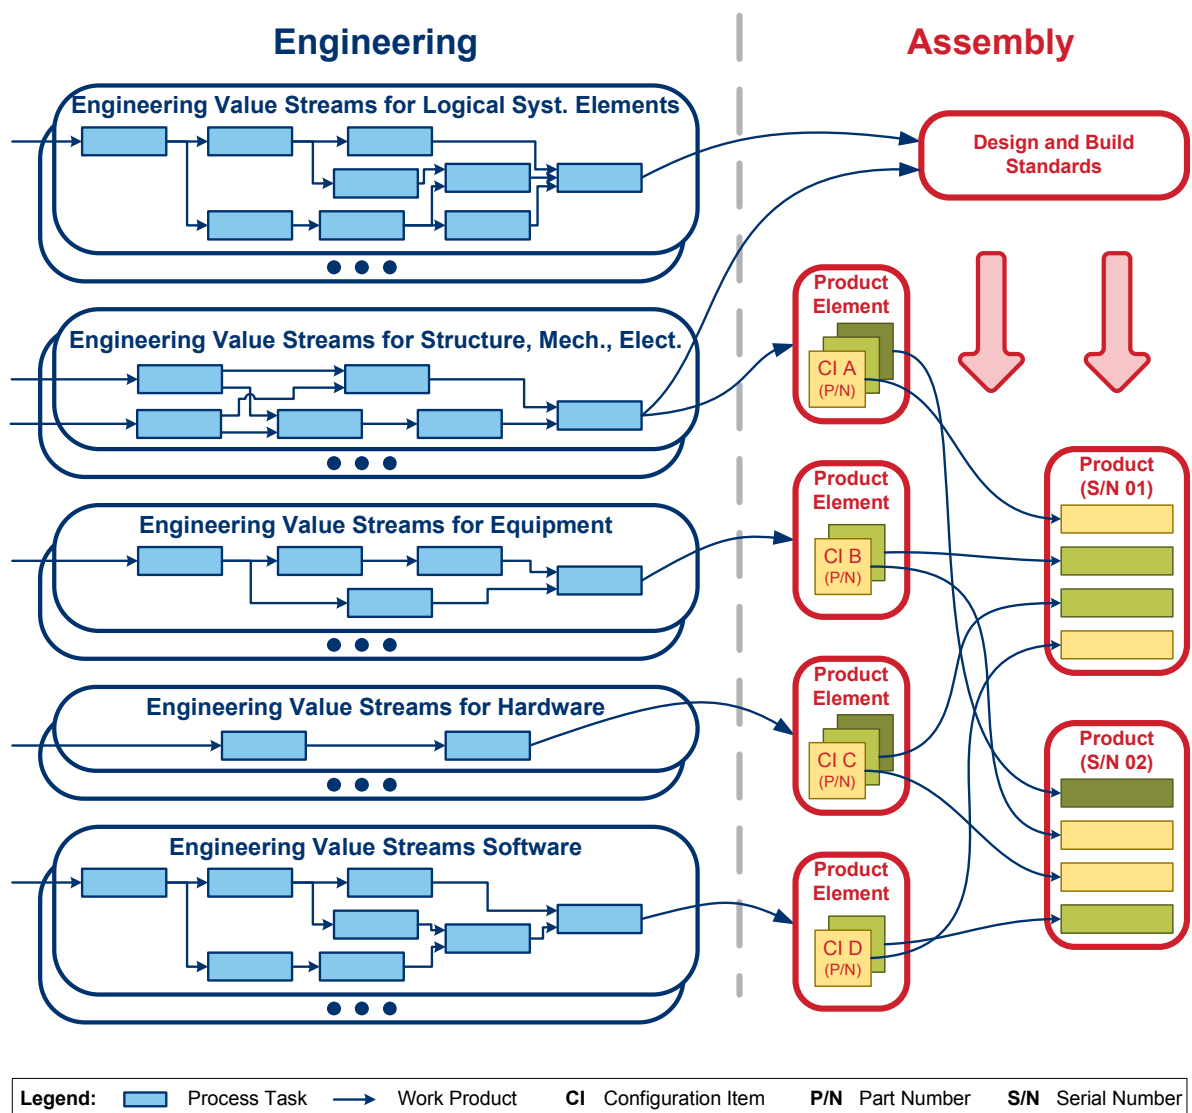 Engineering
Assembly
Engineering Value Streams for Logical Syst. Elements
Design and Build
Standards
Engineering Value Streams for Structure, Mech., Elect.
Product
Element
CI A
(P/N)
Engineering Value Streams for Equipment
Product
Element
CI B
(P/N)
Product
(S/N 01)
Engineering Value Streams for Hardware
Product
Element
CI C
(P/N)
Product
(S/N 02)
Engineering Value Streams Software
Product
Element
CI D
(P/N)
Legend: Process Task Work Product CI Configuration Item P/N Part Number S/N Serial Number